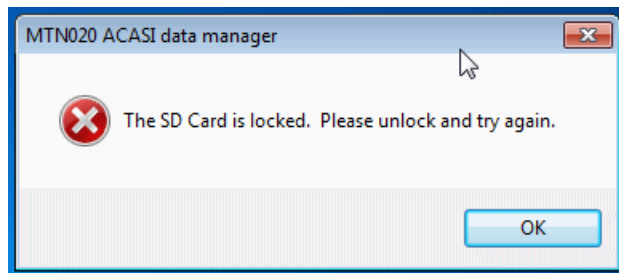 MTN020 ACASI data manager
The SD Card is locked.  Please unlock and try again.
OK